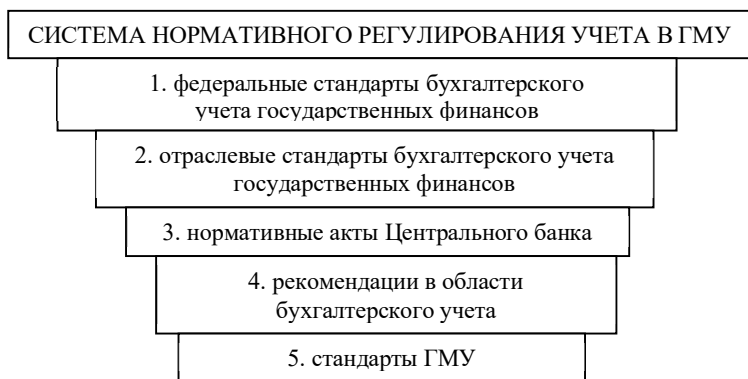 СИСТЕМА НОРМАТИВНОГО РЕГУЛИРОВАНИЯ УЧЕТА В ГМУ
1. федеральные стандарты бухгалтерского
учета государственных финансов
2. отраслевые стандарты бухгалтерского учета
государственных финансов
3. нормативные акты Центрального банка
4. рекомендации в области
бухгалтерского учета
5. стандарты ГМУ